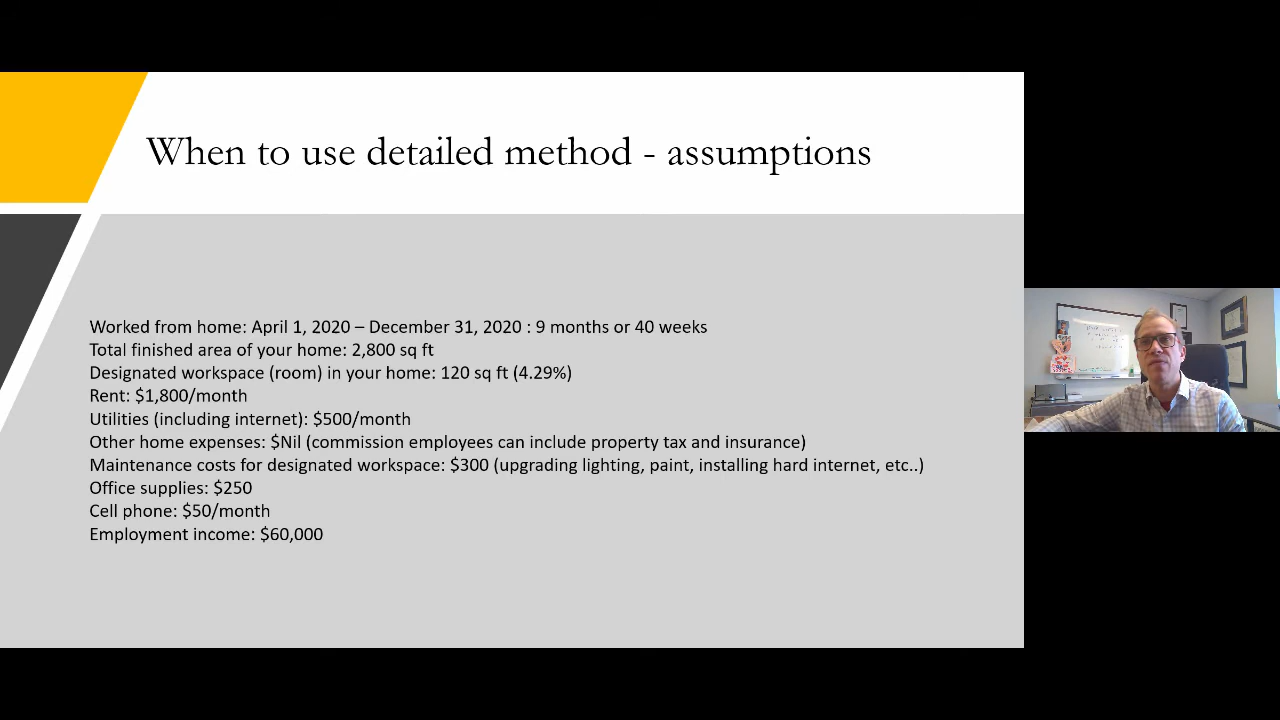 When to use detailed method - assumptions
Worked from home: April 1, 2020 – December 31, 2020 : 9 months or 40 weeks
Total finished area of your home: 2,800 sq ft
Designated workspace (room) in your home: 120 sq ft (4.29%)
Rent: $1,800/month
Utilities (including internet): $500/month
Other home expenses: $Nil (commission employees can include property tax and insurance)
Maintenance costs for designated workspace: $300 (upgrading lighting, paint, installing hard internet, etc..)
Office supplies: $250
Cell phone: $50/month
Employment income: $60,000